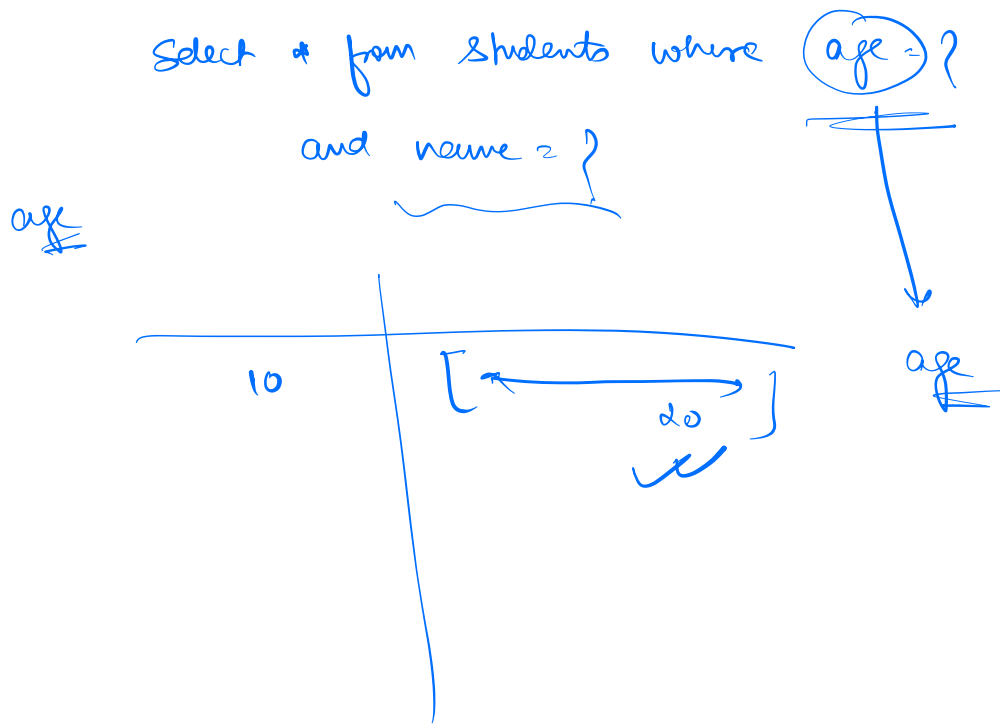 Select * from students where age = ?
and name = ?
age
age
10 [ ]
20